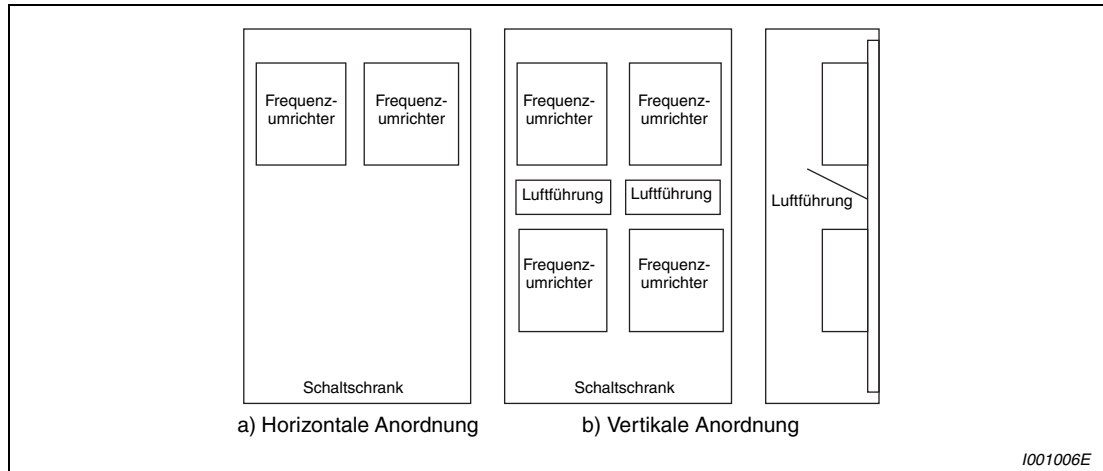 Frequenz-
umrichter
Frequenz-
umrichter
Schaltschrank
a) Horizontale Anordnung
Frequenz-
umrichter
Frequenz-
umrichter
Luftführung
Luftführung
Frequenz-
umrichter
Frequenz-
umrichter
Schaltschrank
Luftführung
b) Vertikale Anordnung
I001006E